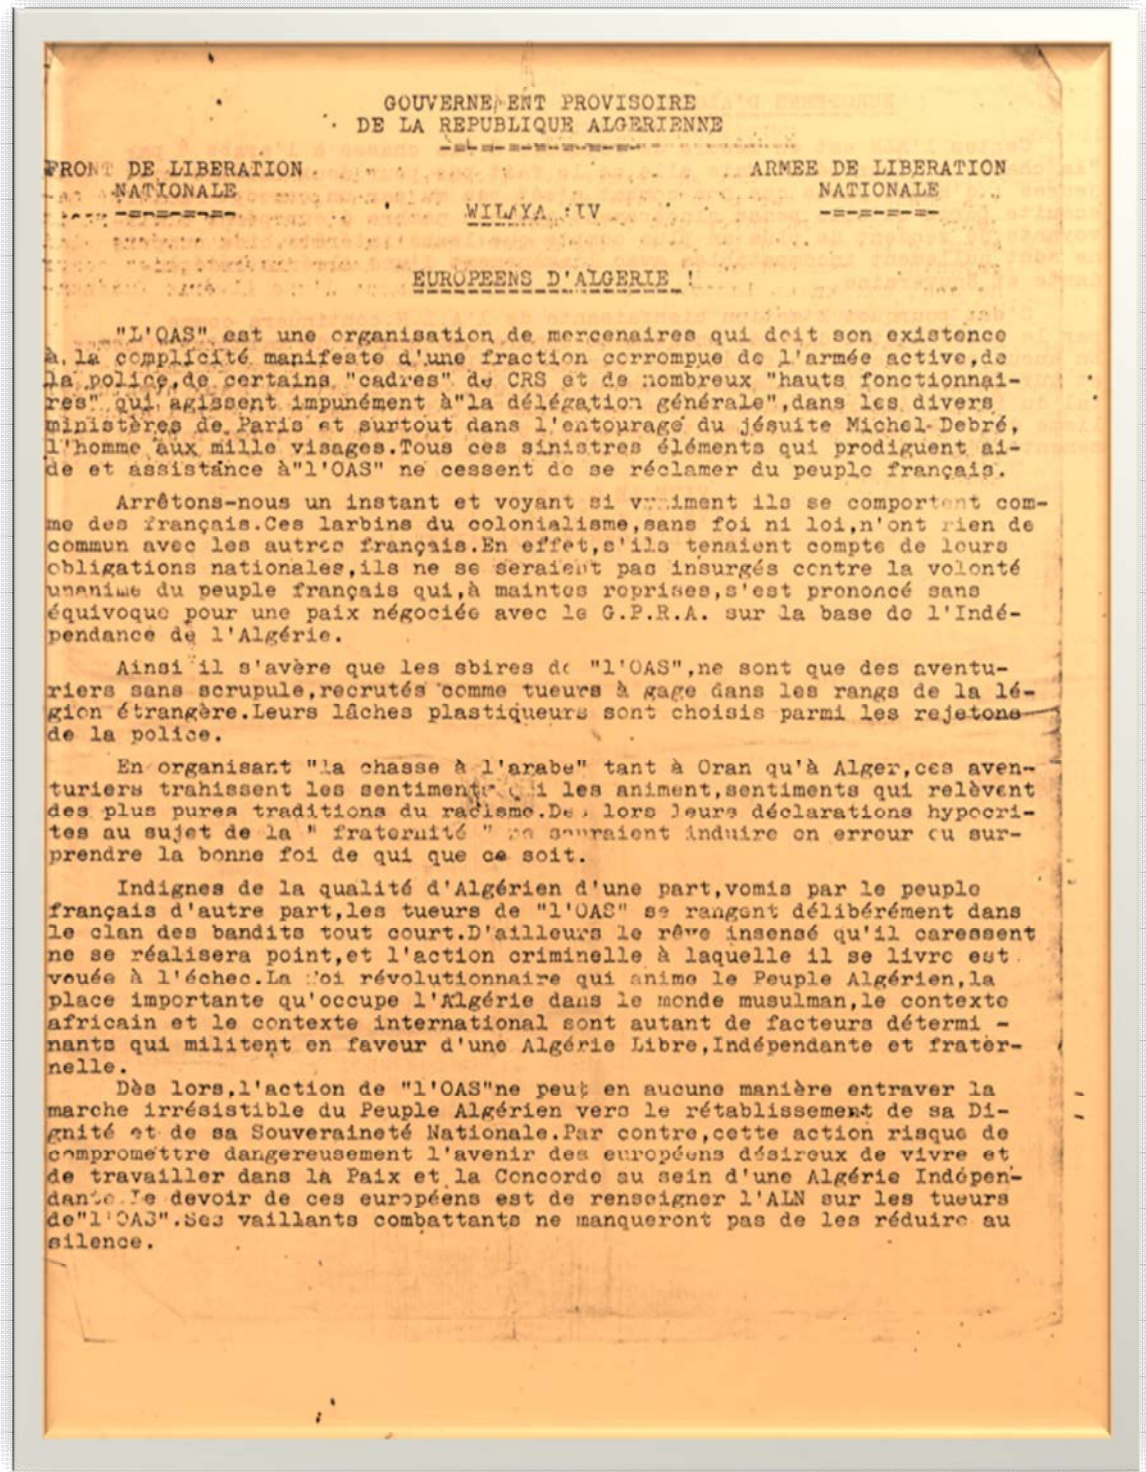 GOUVERNEMENT PROVISOIRE
DE LA REPUBLIQUE ALGERIENNE
-=-=-=-=-=-=-=-=-
FRONT DE LIBERATION
NATIONALE
-=-=-=-=-
ARMEE DE LIBERATION
NATIONALE
-=-=-=-=-
WILAYA IV
EUROPEENS D'ALGERIE !
"L'OAS" est une organisation de mercenaires qui doit son existence
à la complicité manifeste d'une fraction corrompue de l'armée active,de
la police,de certains "cadres" de CRS et de nombreux "hauts fonctionnai-
res" qui agissent impunément à"la délégation générale",dans les divers
ministères de Paris et surtout dans l'entourage du jésuite Michel Debré,
l'homme aux mille visages.Tous ces sinistres éléments qui prodiguent ai-
de et assistance à"l'OAS" ne cessent de se réclamer du peuple français.
Arrêtons-nous un instant et voyant si vraiment ils se comportent com-
me des français.Ces larbins du colonialisme,sans foi ni loi,n'ont rien de
commun avec les autres français.En effet,s'ils tenaient compte de leurs
obligations nationales,ils ne se seraient pas insurgés contre la volonté
unanime du peuple français qui,à maintes reprises,s'est prononcé sans
équivoque pour une paix négociée avec le G.P.R.A. sur la base de l'Indé-
pendance de l'Algérie.
Ainsi il s'avère que les sbires de "l'OAS",ne sont que des aventu-
riers sans scrupule,recrutés comme tueurs à gage dans les rangs de la lé-
gion étrangère.Leurs lâches plastiqueurs sont choisis parmi les rejetons
de la police.
En organisant "la chasse à l'arabe" tant à Oran qu'à Alger,ces aven-
turiers trahissent les sentiments qui les animent,sentiments qui relèvent
des plus pures traditions du racisme.Dès lors leurs déclarations hypocri-
tes au sujet de la " fraternité " ne sauraient induire en erreur ou sur-
prendre la bonne foi de qui que ce soit.
Indignes de la qualité d'Algérien d'une part,vomis par le peuple
français d'autre part,les tueurs de "l'OAS" se rangent délibérément dans
le clan des bandits tout court.D'ailleurs le rêve insensé qu'il caressent
ne se réalisera point,et l'action criminelle à laquelle il se livre est
vouée à l'échec.La foi révolutionnaire qui anime le Peuple Algérien,la
place importante qu'occupe l'Algérie dans le monde musulman,le contexte
africain et le contexte international sont autant de facteurs détermi -
nants qui militent en faveur d'une Algérie Libre,Indépendante et frater-
nelle.
Dès lors,l'action de "l'OAS"ne peut en aucune manière entraver la
marche irrésistible du Peuple Algérien vers le rétablissement de sa Di-
gnité et de sa Souveraineté Nationale.Par contre,cette action risque de
compromettre dangereusement l'avenir des européens désireux de vivre et
de travailler dans la Paix et la Concorde au sein d'une Algérie Indépen-
dante.Le devoir de ces européens est de renseigner l'ALN sur les tueurs
de"l'OAS".Ses vaillants combattants ne manqueront pas de les réduire au
silence.